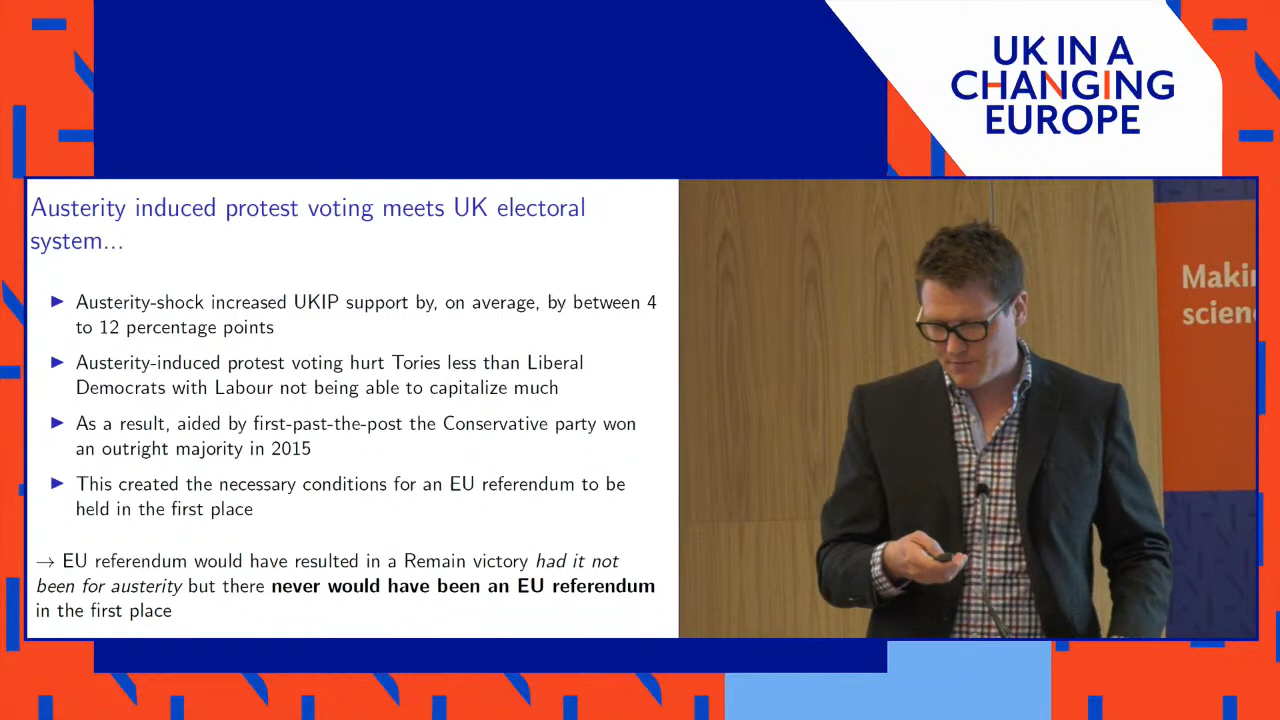 UK IN A
CHANGING
EUROPE
Austerity induced protest voting meets UK electoral
system...
▶ Austerity-shock increased UKIP support by, on average, by between 4
to 12 percentage points
▶ Austerity-induced protest voting hurt Tories less than Liberal
Democrats with Labour not being able to capitalize much
▶ As a result, aided by first-past-the-post the Conservative party won
an outright majority in 2015
▶ This created the necessary conditions for an EU referendum to be
held in the first place
→ EU referendum would have resulted in a Remain victory had it not
been for austerity but there never would have been an EU referendum
in the first place